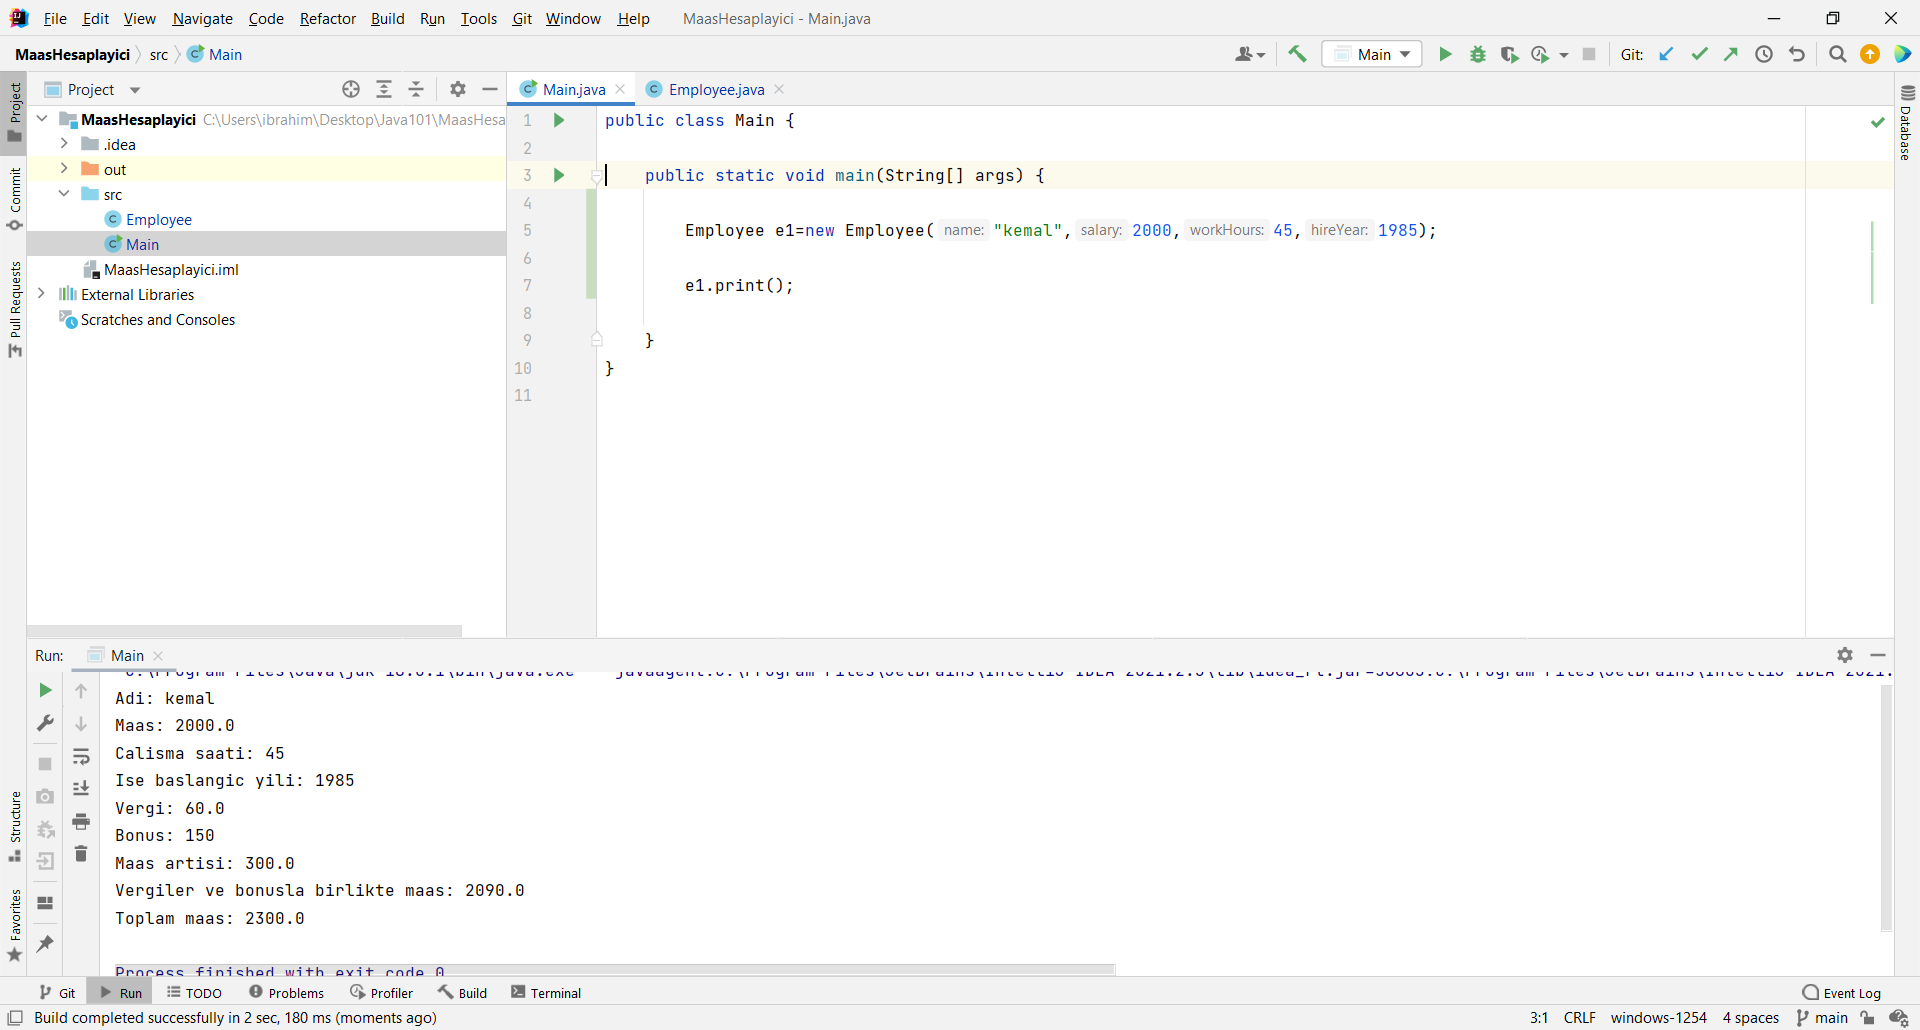 File Edit View Navigate Code Refactor Build Run Tools Git Window Help MaasHesaplayici - Main.java
MaasHesaplayici src Main
Main Git:
Project
Main.java Employee.java
MaasHesaplayici C:\Users\ibrahim\Desktop\Java101\MaasHesa
.idea
out
src
Employee
Main
MaasHesaplayici.iml
External Libraries
Scratches and Consoles
Project
Commit
Pull Requests
Structure
Favorites
Database
1 public class Main {
2
3 public static void main(String[] args) {
4
5 Employee e1=new Employee( name: "kemal", salary: 2000, workHours: 45, hireYear: 1985);
6
7 e1.print();
8
9 }
10 }
11
Run: Main
Adi: kemal
Maas: 2000.0
Calisma saati: 45
Ise baslangic yili: 1985
Vergi: 60.0
Bonus: 150
Maas artisi: 300.0
Vergiler ve bonusla birlikte maas: 2090.0
Toplam maas: 2300.0
Process finished with exit code 0
Git Run TODO Problems Profiler Build Terminal Event Log
Build completed successfully in 2 sec, 180 ms (moments ago) 3:1 CRLF windows-1254 4 spaces main